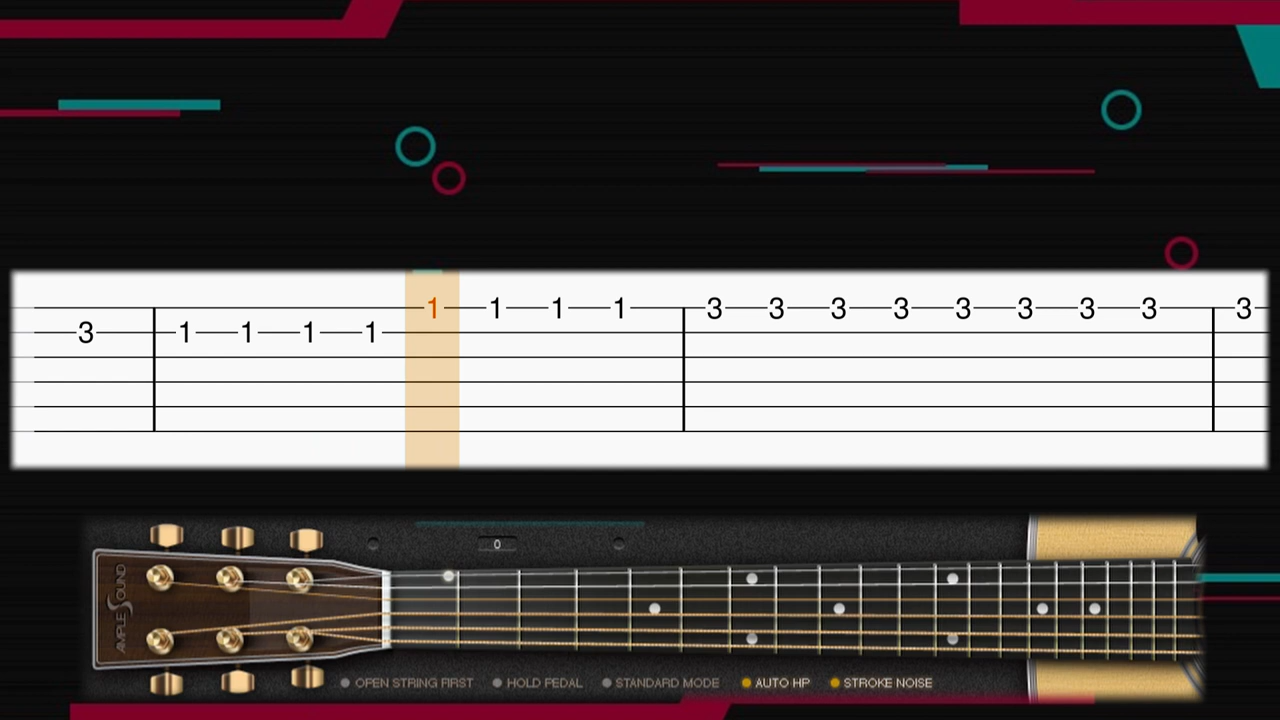 1 1 1 1 3 3 3 3 3 3 3 3 3
3 1 1 1 1
0
AMPLE SOUND
OPEN STRING FIRST HOLD PEDAL STANDARD MODE AUTO HP STROKE NOISE